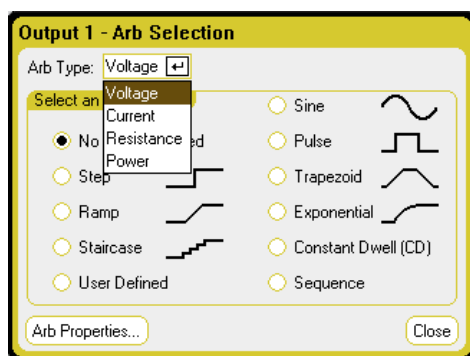 Output 1 - Arb Selection
Arb Type: Voltage
Voltage
Current
Resistance
Power
Select an
No
Step
Ramp
Staircase
User Defined
Sine
Pulse
Trapezoid
Exponential
Constant Dwell (CD)
Sequence
Arb Properties...
Close